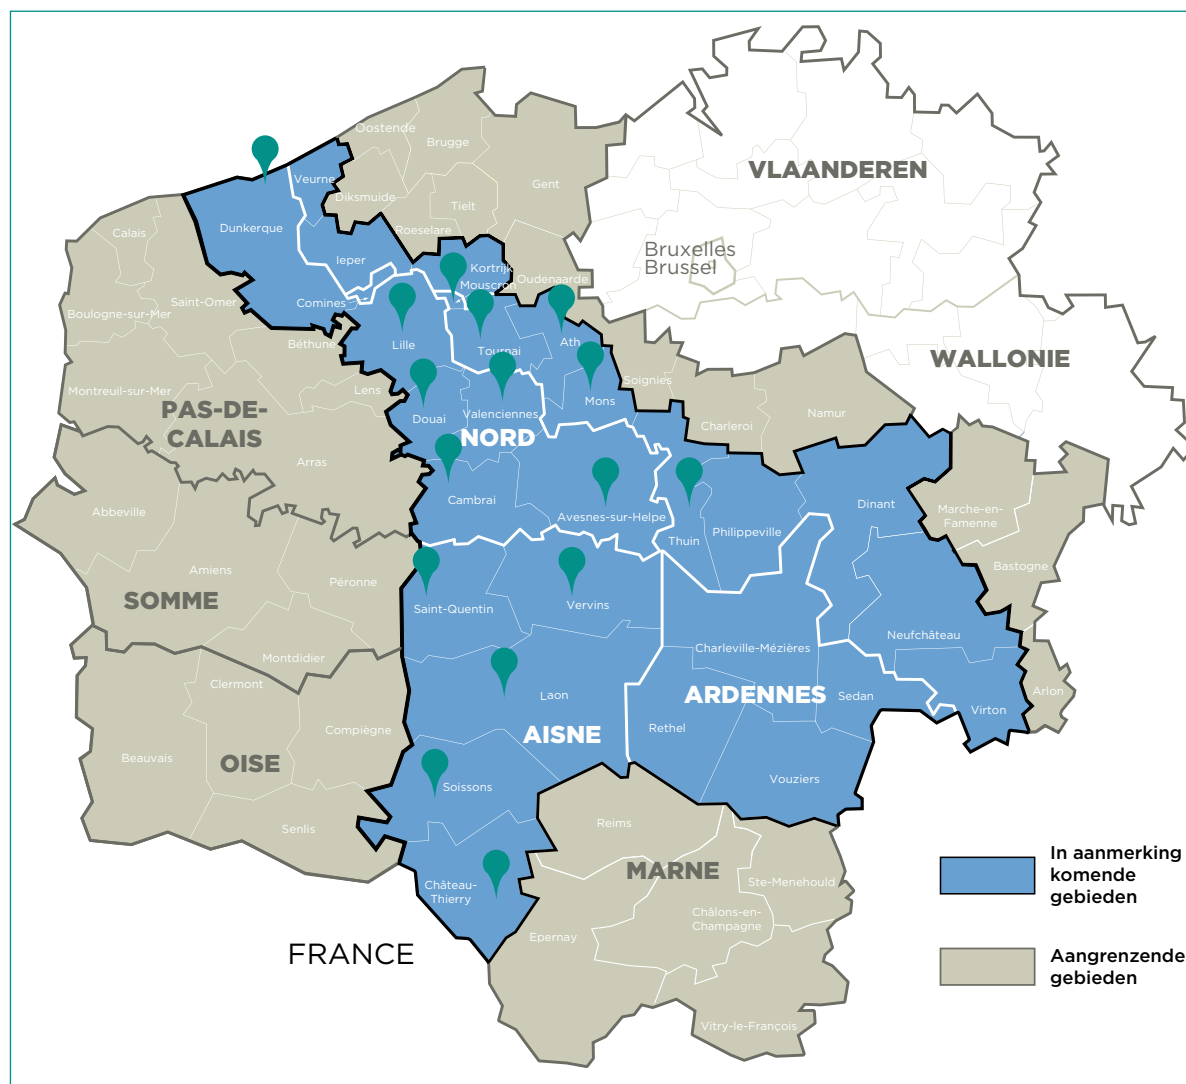 Oostende
Brugge
VLAANDEREN
Veurne
Gent
Diksmuide
Tielt
Dunkerque
Calais
Roeselare
Bruxelles
Brussel
Ieper
Kortrijk
Oudenaarde
Mouscron
Saint-Omer
Comines
Boulogne-sur-Mer
Béthune
Lille
Tournai
Ath
WALLONIE
Soignies
Montreuil-sur-Mer
Lens
Mons
PAS-DE-
CALAIS
Douai
Valenciennes
NORD
Charleroi
Namur
Arras
Cambrai
Abbeville
Avesnes-sur-Helpe
Dinant
Marche-en-
Famenne
Thuin
Philippeville
Bastogne
Amiens
Péronne
SOMME
Saint-Quentin
Vervins
Neufchâteau
Montdidier
Charleville-Mézières
Clermont
Laon
ARDENNES
Sedan
Arlon
Virton
Compiègne
Rethel
AISNE
Beauvais
OISE
Soissons
Vouziers
Senlis
Reims
MARNE
Château-
Thierry
Ste-Menehould
Châlons-en-
Champagne
Epernay
FRANCE
Vitry-le-François
In aanmerking
komende
gebieden
Aangrenzende
gebieden